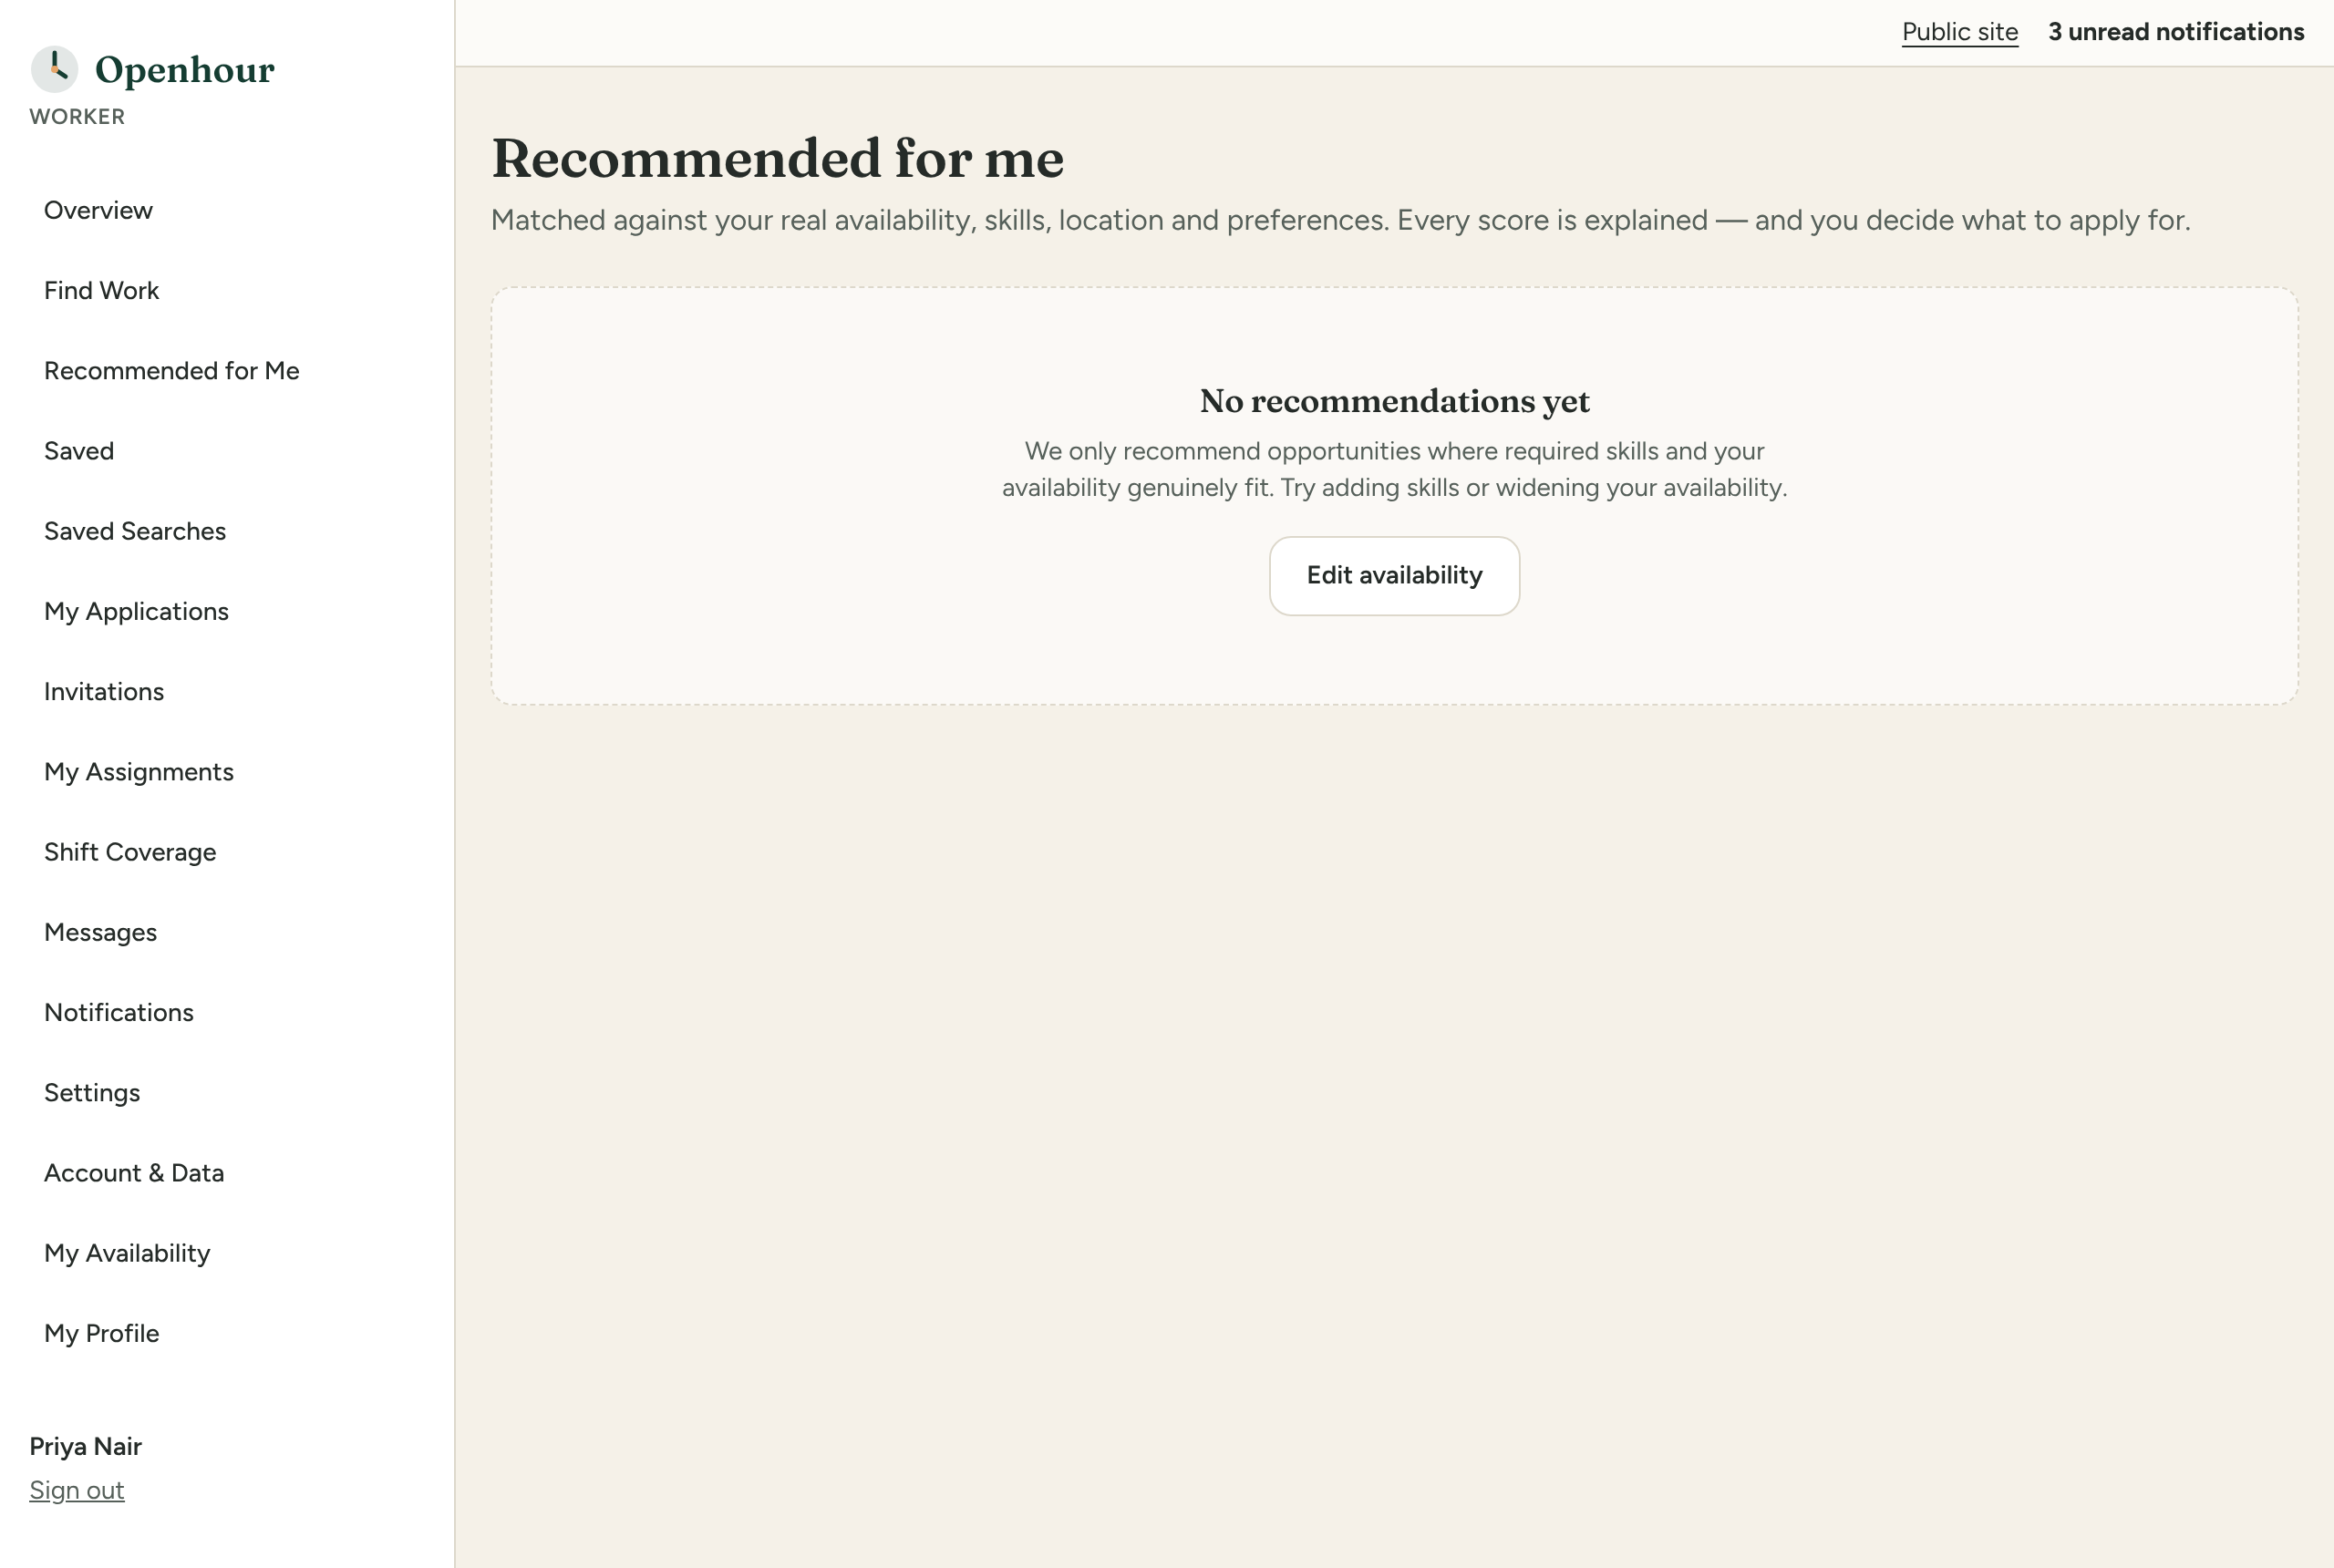 Openhour
WORKER
Overview
Find Work
Recommended for Me
Saved
Saved Searches
My Applications
Invitations
My Assignments
Shift Coverage
Messages
Notifications
Settings
Account & Data
My Availability
My Profile
Priya Nair
Sign out
Public site
3 unread notifications
Recommended for me
Matched against your real availability, skills, location and preferences. Every score is explained — and you decide what to apply for.
No recommendations yet
We only recommend opportunities where required skills and your
availability genuinely fit. Try adding skills or widening your availability.
Edit availability